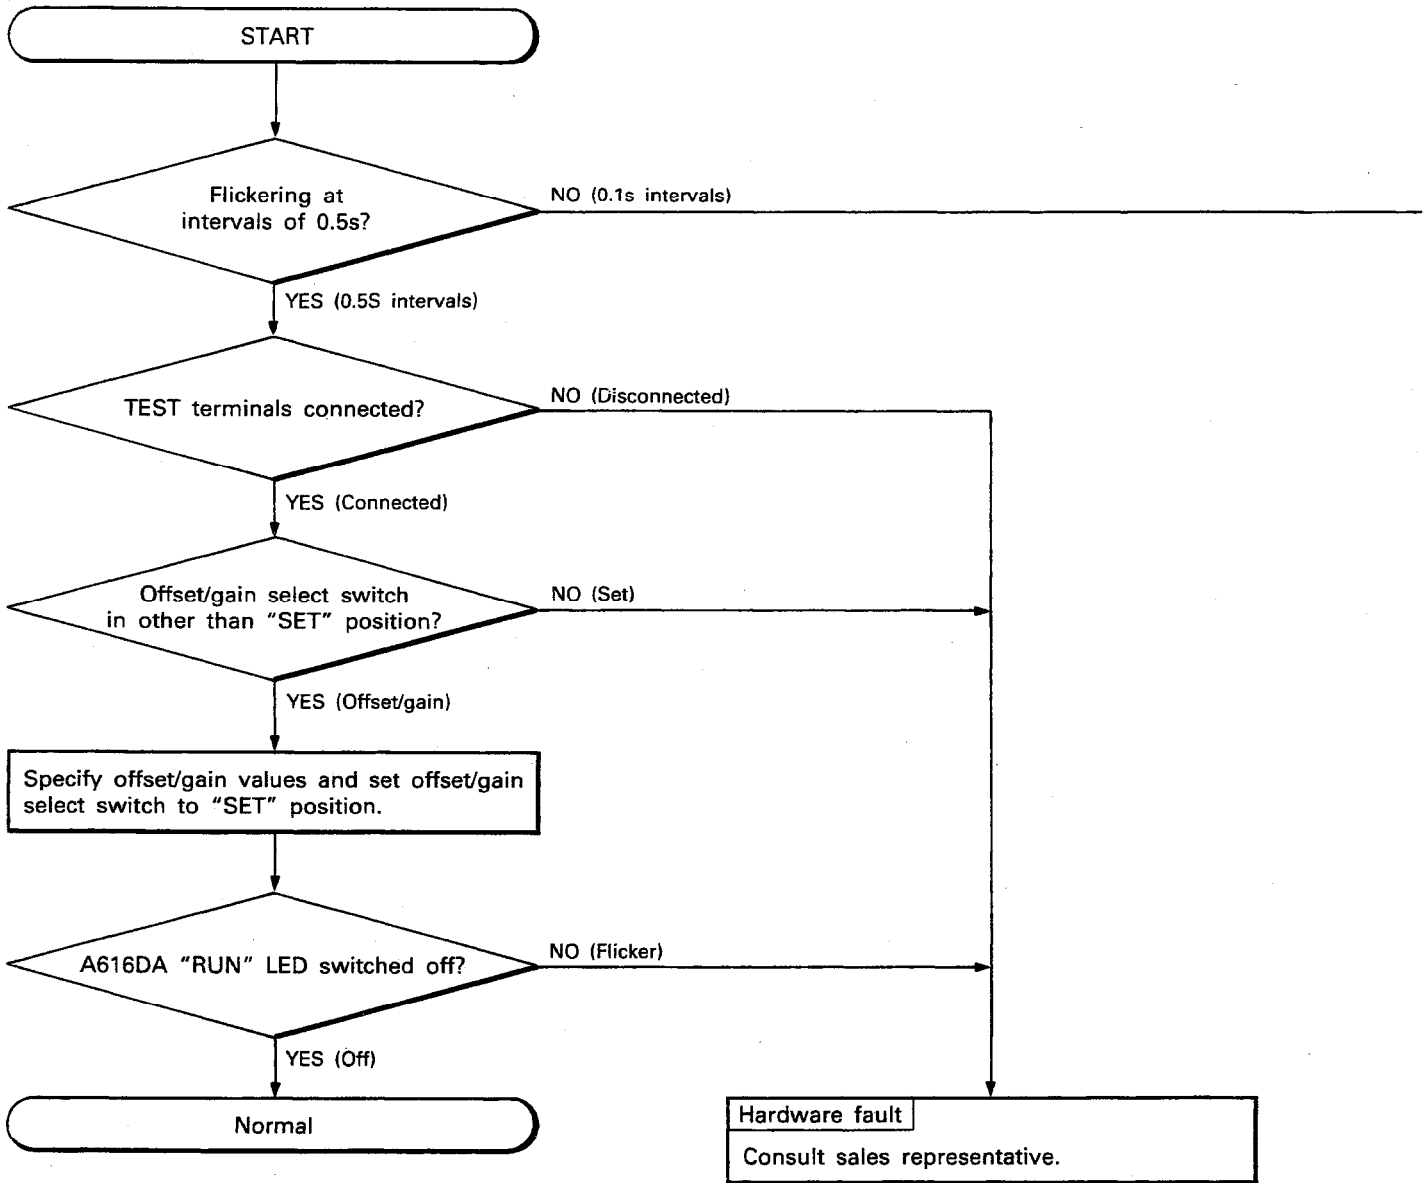 START
Flickering at
intervals of 0.5s?
NO (0.1s intervals)
YES (0.5S intervals)
TEST terminals connected?
NO (Disconnected)
YES (Connected)
Offset/gain select switch
in other than “SET” position?
NO (Set)
YES (Offset/gain)
Specify offset/gain values and set offset/gain
select switch to “SET” position.
A616DA “RUN” LED switched off?
NO (Flicker)
YES (Off)
Normal
Hardware fault
Consult sales representative.